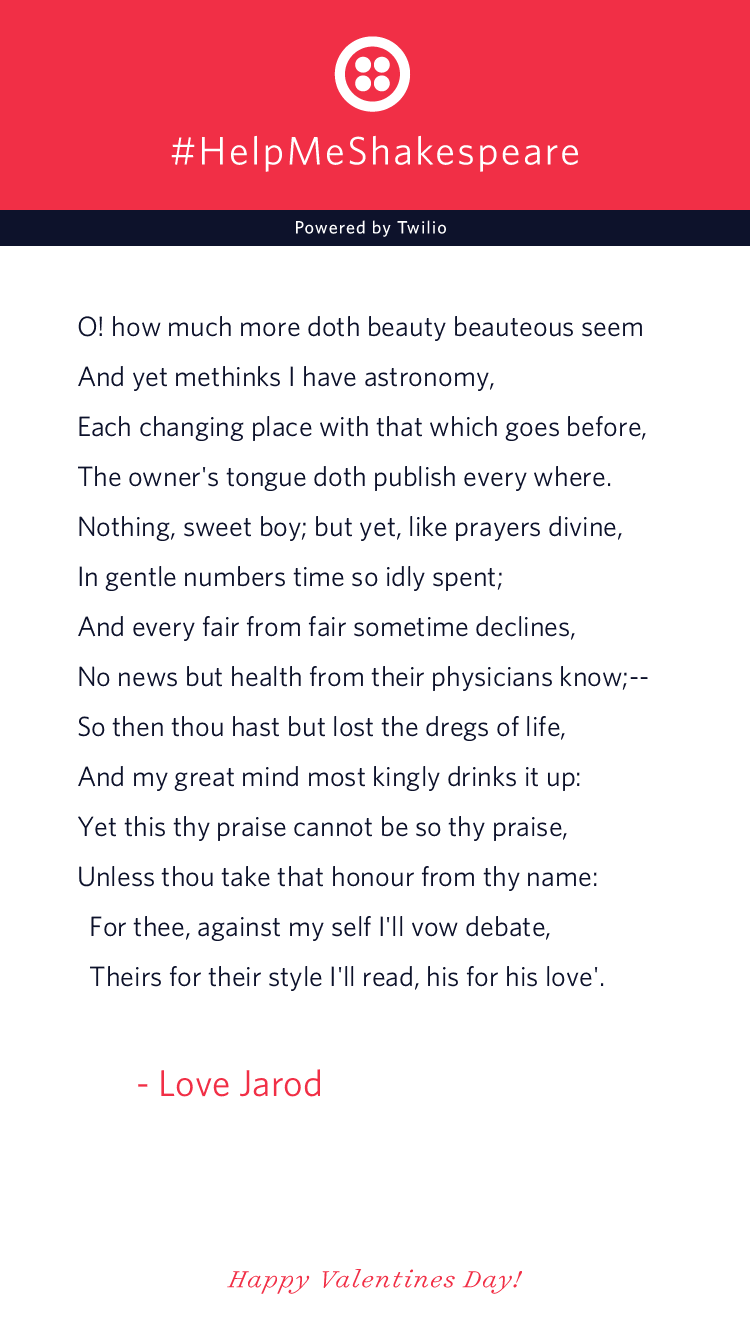 #HelpMeShakespeare
Powered by Twilio
O! how much more doth beauty beauteous seem
And yet methinks I have astronomy,
Each changing place with that which goes before,
The owner's tongue doth publish every where.
Nothing, sweet boy; but yet, like prayers divine,
In gentle numbers time so idly spent;
And every fair from fair sometime declines,
No news but health from their physicians know;--
So then thou hast but lost the dregs of life,
And my great mind most kingly drinks it up:
Yet this thy praise cannot be so thy praise,
Unless thou take that honour from thy name:
For thee, against my self I'll vow debate,
Theirs for their style I'll read, his for his love'.
- Love Jarod
Happy Valentines Day!